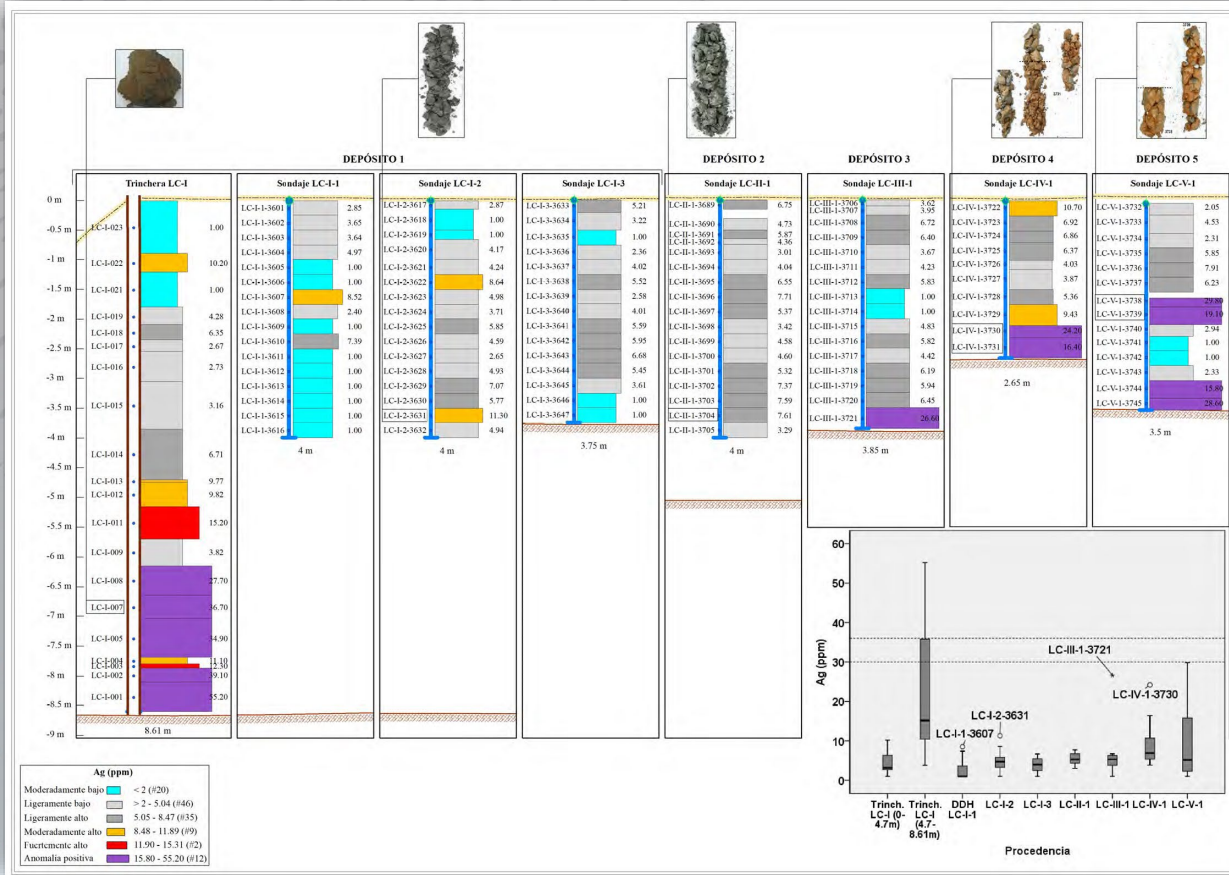 DEPÓSITO 1
DEPÓSITO 2
DEPÓSITO 3
DEPÓSITO 4
DEPÓSITO 5
Trinchera LC-I
Sondaje LC-I-1
Sondaje LC-I-2
Sondaje LC-I-3
Sondaje LC-II-1
Sondaje LC-III-1
Sondaje LC-IV-1
Sondaje LC-V-1
0 m
-0.5 m
-1 m
-1.5 m
-2 m
-2.5 m
-3 m
-3.5 m
-4 m
-4.5 m
-5 m
-5.5 m
-6 m
-6.5 m
-7 m
-7.5 m
-8 m
-8.5 m
-9 m
LC-I-023 1.00
LC-I-022 10.20
LC-I-021 1.00
LC-I-019 4.28
LC-I-018 6.35
LC-I-017 2.67
LC-I-016 2.73
LC-I-015 3.16
LC-I-014 6.71
LC-I-013 9.77
LC-I-012 9.82
LC-I-011 15.20
LC-I-009 3.82
LC-I-008 27.70
LC-I-007 36.70
LC-I-005 34.90
LC-I-004 11.10
LC-I-003 12.30
LC-I-002 39.10
LC-I-001 55.20
8.61 m
LC-I-1-3601 2.85
LC-I-1-3602 3.65
LC-I-1-3603 3.64
LC-I-1-3604 4.97
LC-I-1-3605 1.00
LC-I-1-3606 1.00
LC-I-1-3607 8.52
LC-I-1-3608 2.40
LC-I-1-3609 1.00
LC-I-1-3610 7.39
LC-I-1-3611 1.00
LC-I-1-3612 1.00
LC-I-1-3613 1.00
LC-I-1-3614 1.00
LC-I-1-3615 1.00
LC-I-1-3616 1.00
4 m
LC-I-2-3617 2.87
LC-I-2-3618 1.00
LC-I-2-3619 1.00
LC-I-2-3620 4.17
LC-I-2-3621 4.24
LC-I-2-3622 8.64
LC-I-2-3623 4.98
LC-I-2-3624 3.71
LC-I-2-3625 5.85
LC-I-2-3626 4.59
LC-I-2-3627 2.65
LC-I-2-3628 4.93
LC-I-2-3629 7.07
LC-I-2-3630 5.77
LC-I-2-3631 11.30
LC-I-2-3632 4.94
4 m
LC-I-3-3633 5.21
LC-I-3-3634 3.22
LC-I-3-3635 1.00
LC-I-3-3636 2.36
LC-I-3-3637 4.02
LC-I-3-3638 5.52
LC-I-3-3639 2.58
LC-I-3-3640 4.01
LC-I-3-3641 5.59
LC-I-3-3642 5.95
LC-I-3-3643 6.68
LC-I-3-3644 5.45
LC-I-3-3645 3.61
LC-I-3-3646 1.00
LC-I-3-3647 1.00
3.75 m
LC-II-1-3689 6.75
LC-II-1-3690 4.73
LC-II-1-3691 5.87
LC-II-1-3692 4.36
LC-II-1-3693 3.01
LC-II-1-3694 4.04
LC-II-1-3695 6.55
LC-II-1-3696 7.71
LC-II-1-3697 5.37
LC-II-1-3698 3.42
LC-II-1-3699 4.58
LC-II-1-3700 4.60
LC-II-1-3701 5.32
LC-II-1-3702 7.37
LC-II-1-3703 7.59
LC-II-1-3704 7.61
LC-II-1-3705 3.29
4 m
LC-III-1-3706 3.62
LC-III-1-3707 3.95
LC-III-1-3708 6.72
LC-III-1-3709 6.40
LC-III-1-3710 3.67
LC-III-1-3711 4.23
LC-III-1-3712 5.83
LC-III-1-3713 1.00
LC-III-1-3714 1.00
LC-III-1-3715 4.83
LC-III-1-3716 5.82
LC-III-1-3717 4.42
LC-III-1-3718 6.19
LC-III-1-3719 5.94
LC-III-1-3720 6.45
LC-III-1-3721 26.60
3.85 m
LC-IV-1-3722 10.70
LC-IV-1-3723 6.92
LC-IV-1-3724 6.86
LC-IV-1-3725 6.37
LC-IV-1-3726 4.03
LC-IV-1-3727 3.87
LC-IV-1-3728 5.36
LC-IV-1-3729 9.43
LC-IV-1-3730 24.20
LC-IV-1-3731 16.40
2.65 m
LC-V-1-3732 2.05
LC-V-1-3733 4.53
LC-V-1-3734 2.31
LC-V-1-3735 5.85
LC-V-1-3736 7.91
LC-V-1-3737 6.23
LC-V-1-3738 29.80
LC-V-1-3739 19.10
LC-V-1-3740 2.94
LC-V-1-3741 1.00
LC-V-1-3742 1.00
LC-V-1-3743 2.33
LC-V-1-3744 15.80
LC-V-1-3745 28.60
3.5 m
Ag (ppm)
Moderadamente bajo < 2 (#20)
Ligeramente bajo > 2 - 5.04 (#46)
Ligeramente alto 5.05 - 8.47 (#35)
Moderadamente alto 8.48 - 11.89 (#9)
Fuertemente alto 11.90 - 15.31 (#2)
Anomalía positiva 15.80 - 55.20 (#12)
Ag (ppm)
60
50
40
30
20
10
0
LC-III-1-3721
LC-IV-1-3730
LC-I-2-3631
LC-I-1-3607
Trinch. LC-I (0-4.7m)
Trinch. LC-I (4.7-8.61m)
DDH LC-I-1
LC-I-2
LC-I-3
LC-II-1
LC-III-1
LC-IV-1
LC-V-1
Procedencia